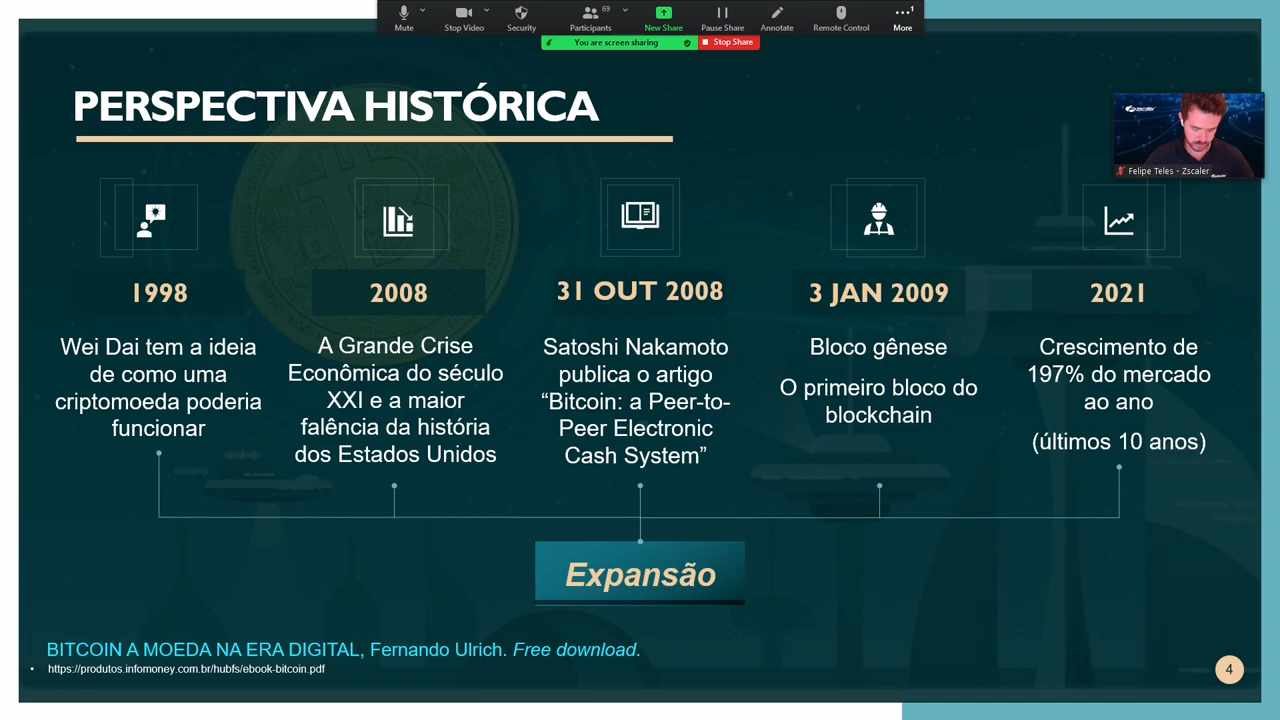 Mute
Stop Video
Security
Participants
69
New Share
Pause Share
Annotate
Remote Control
More
1
You are screen sharing
Stop Share
PERSPECTIVA HISTÓRICA
zscaler
Felipe Teles - Zscaler
1998
Wei Dai tem a ideia
de como uma
criptomoeda poderia
funcionar
2008
A Grande Crise
Econômica do século
XXI e a maior
falência da história
dos Estados Unidos
31 OUT 2008
Satoshi Nakamoto
publica o artigo
“Bitcoin: a Peer-to-
Peer Electronic
Cash System”
3 JAN 2009
Bloco gênese
O primeiro bloco do
blockchain
2021
Crescimento de
197% do mercado
ao ano
(últimos 10 anos)
Expansão
BITCOIN A MOEDA NA ERA DIGITAL, Fernando Ulrich. Free download.
• https://produtos.infomoney.com.br/hubfs/ebook-bitcoin.pdf
4